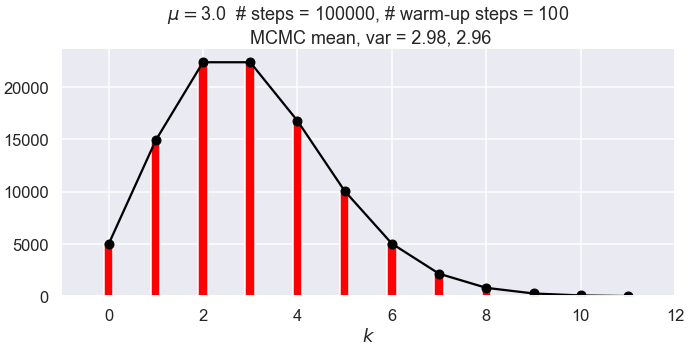 μ = 3.0 # steps = 100000, # warm-up steps = 100
MCMC mean, var = 2.98, 2.96
20000
15000
10000
5000
0
0 2 4 6 8 10 12
k